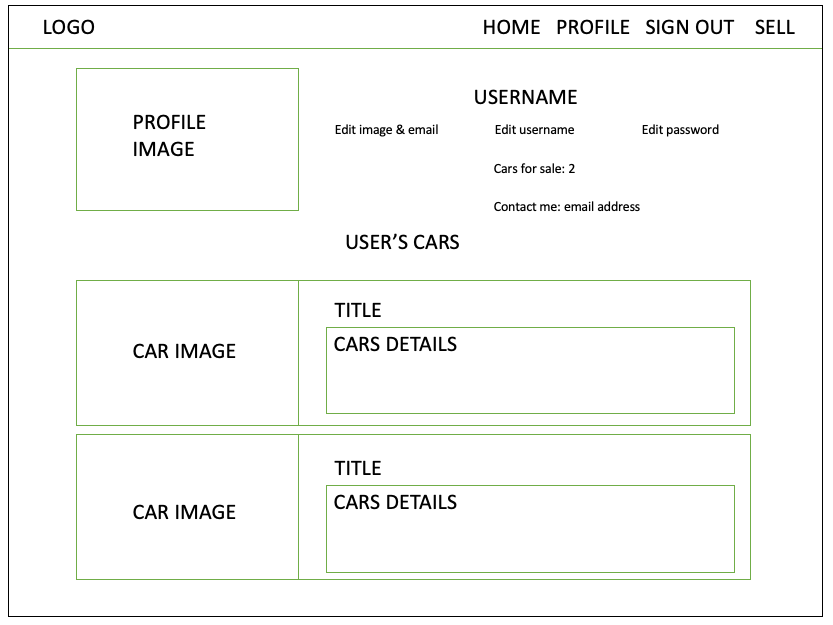 LOGO HOME PROFILE SIGN OUT SELL
PROFILE
IMAGE
USERNAME
Edit image & email Edit username Edit password
Cars for sale: 2
Contact me: email address
USER’S CARS
CAR IMAGE
TITLE
CARS DETAILS
CAR IMAGE
TITLE
CARS DETAILS